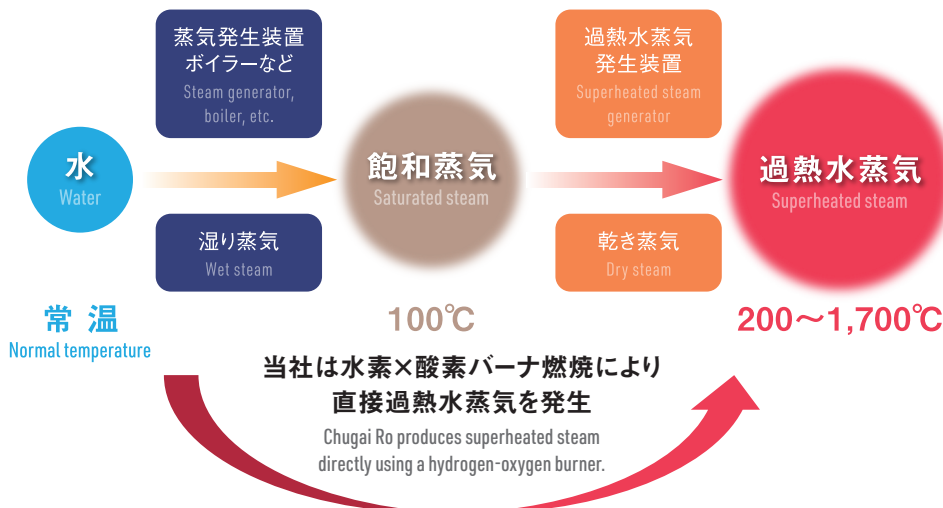 蒸気発生装置
ボイラーなど
Steam generator,
boiler, etc.
過熱水蒸気
発生装置
Superheated steam
generator
水
Water
飽和蒸気
Saturated steam
過熱水蒸気
Superheated steam
湿り蒸気
Wet steam
乾き蒸気
Dry steam
常 温
Normal temperature
100℃
200〜1,700℃
当社は水素×酸素バーナ燃焼により
直接過熱水蒸気を発生
Chugai Ro produces superheated steam
directly using a hydrogen-oxygen burner.